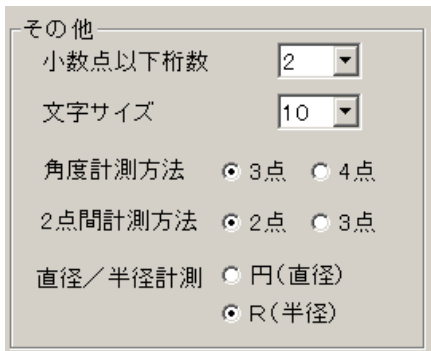 その他
小数点以下桁数 2
文字サイズ 10
角度計測方法 3点 4点
2点間計測方法 2点 3点
直径／半径計測 円(直径)
R(半径)